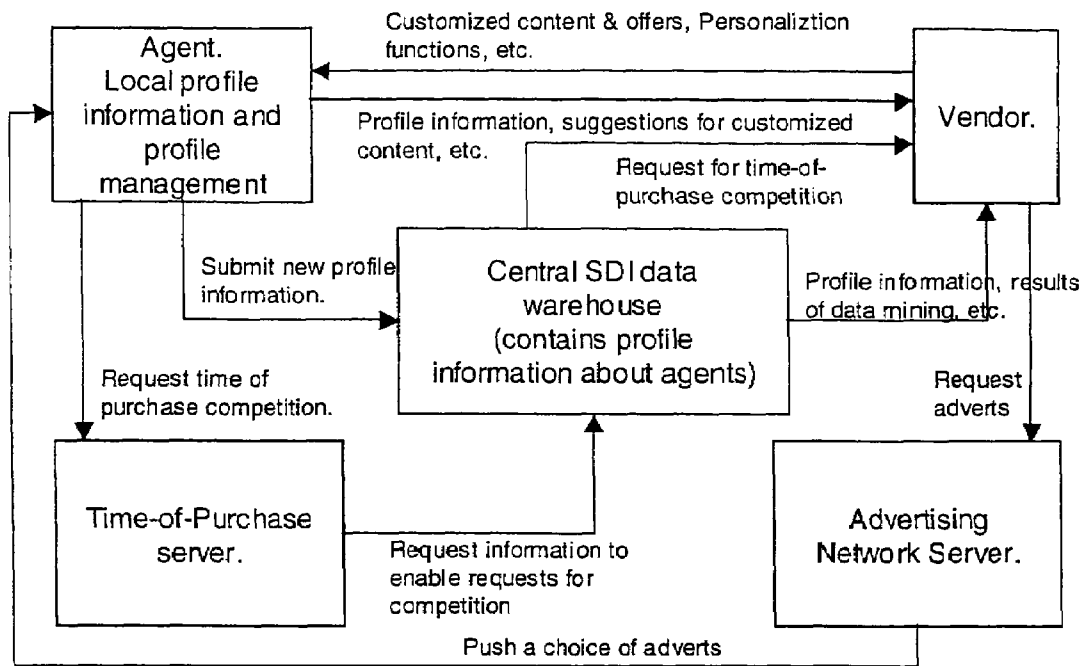 Customized content & offers, Personaliztion
functions, etc.
Agent.
Local profile
information and
profile
management
Vendor.
Profile information, suggestions for customized
content, etc.
Request for time-of-
purchase competition
Submit new profile
information.
Central SDI data
warehouse
(contains profile
information about agents)
Profile information, results
of data mining, etc.
Request time of
purchase competition.
Request
adverts
Time-of-Purchase
server.
Request information to
enable requests for
competition
Advertising
Network Server.
Push a choice of adverts